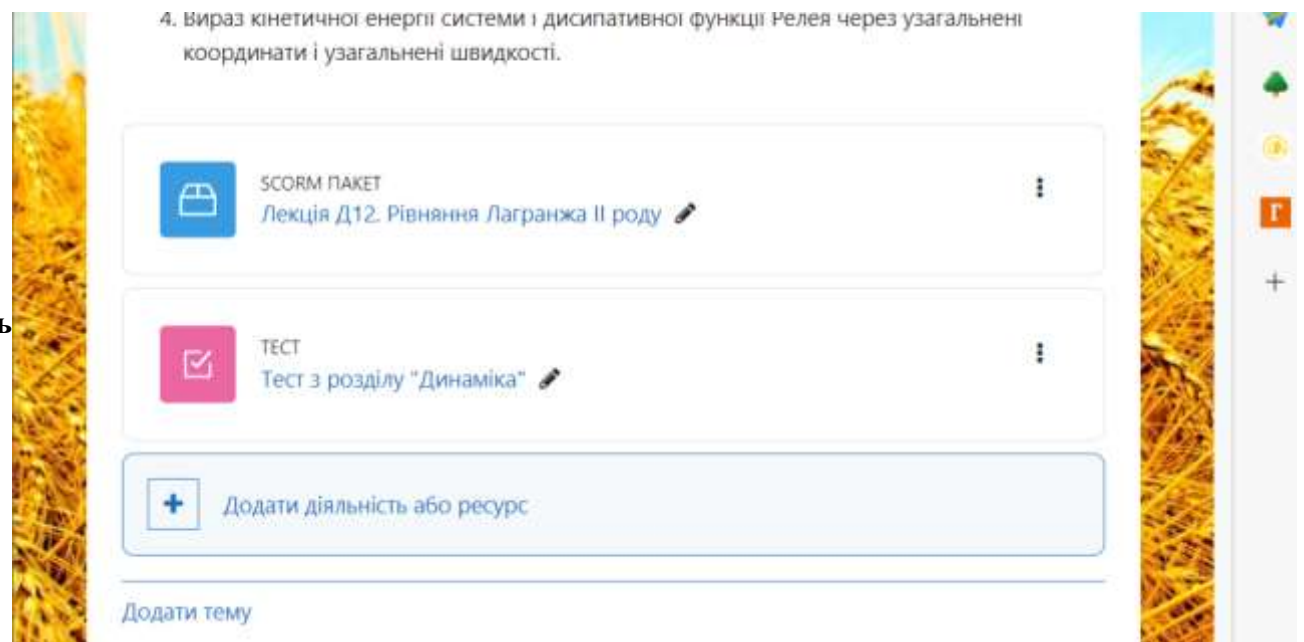 4. Вираз кінетичної енергії системи і дисипативної функції Релея через узагальнені
координати і узагальнені швидкості.
SCORM ПАКЕТ
Лекція Д12. Рівняння Лагранжа II роду
ь
ТЕСТ
Тест з розділу "Динаміка"
Додати діяльність або ресурс
Додати тему